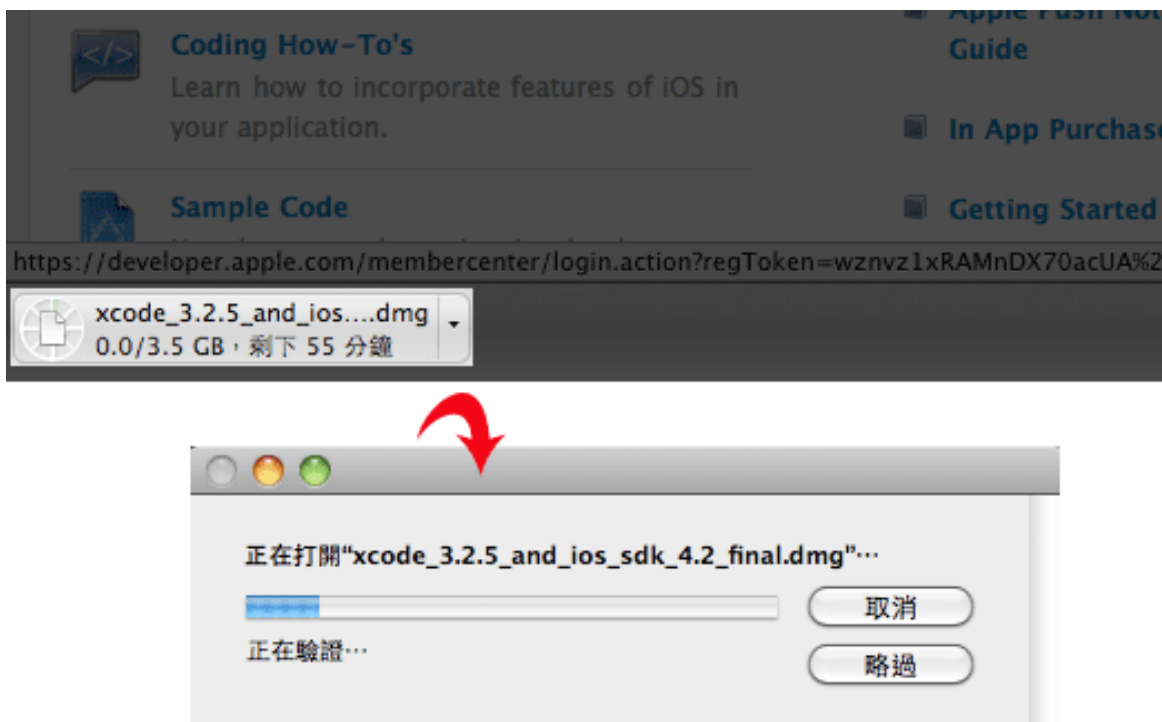 Apple Push Not
Coding How-To's
Guide
Learn how to incorporate features of iOS in
your application.
In App Purchase
Sample Code
Getting Started
https://developer.apple.com/membercenter/login.action?regToken=wznvz1xRAMnDX70acUA%2
xcode_3.2.5_and_ios....dmg
0.0/3.5 GB，剩下 55 分鐘
正在打開“xcode_3.2.5_and_ios_sdk_4.2_final.dmg”…
取消
正在驗證…
略過